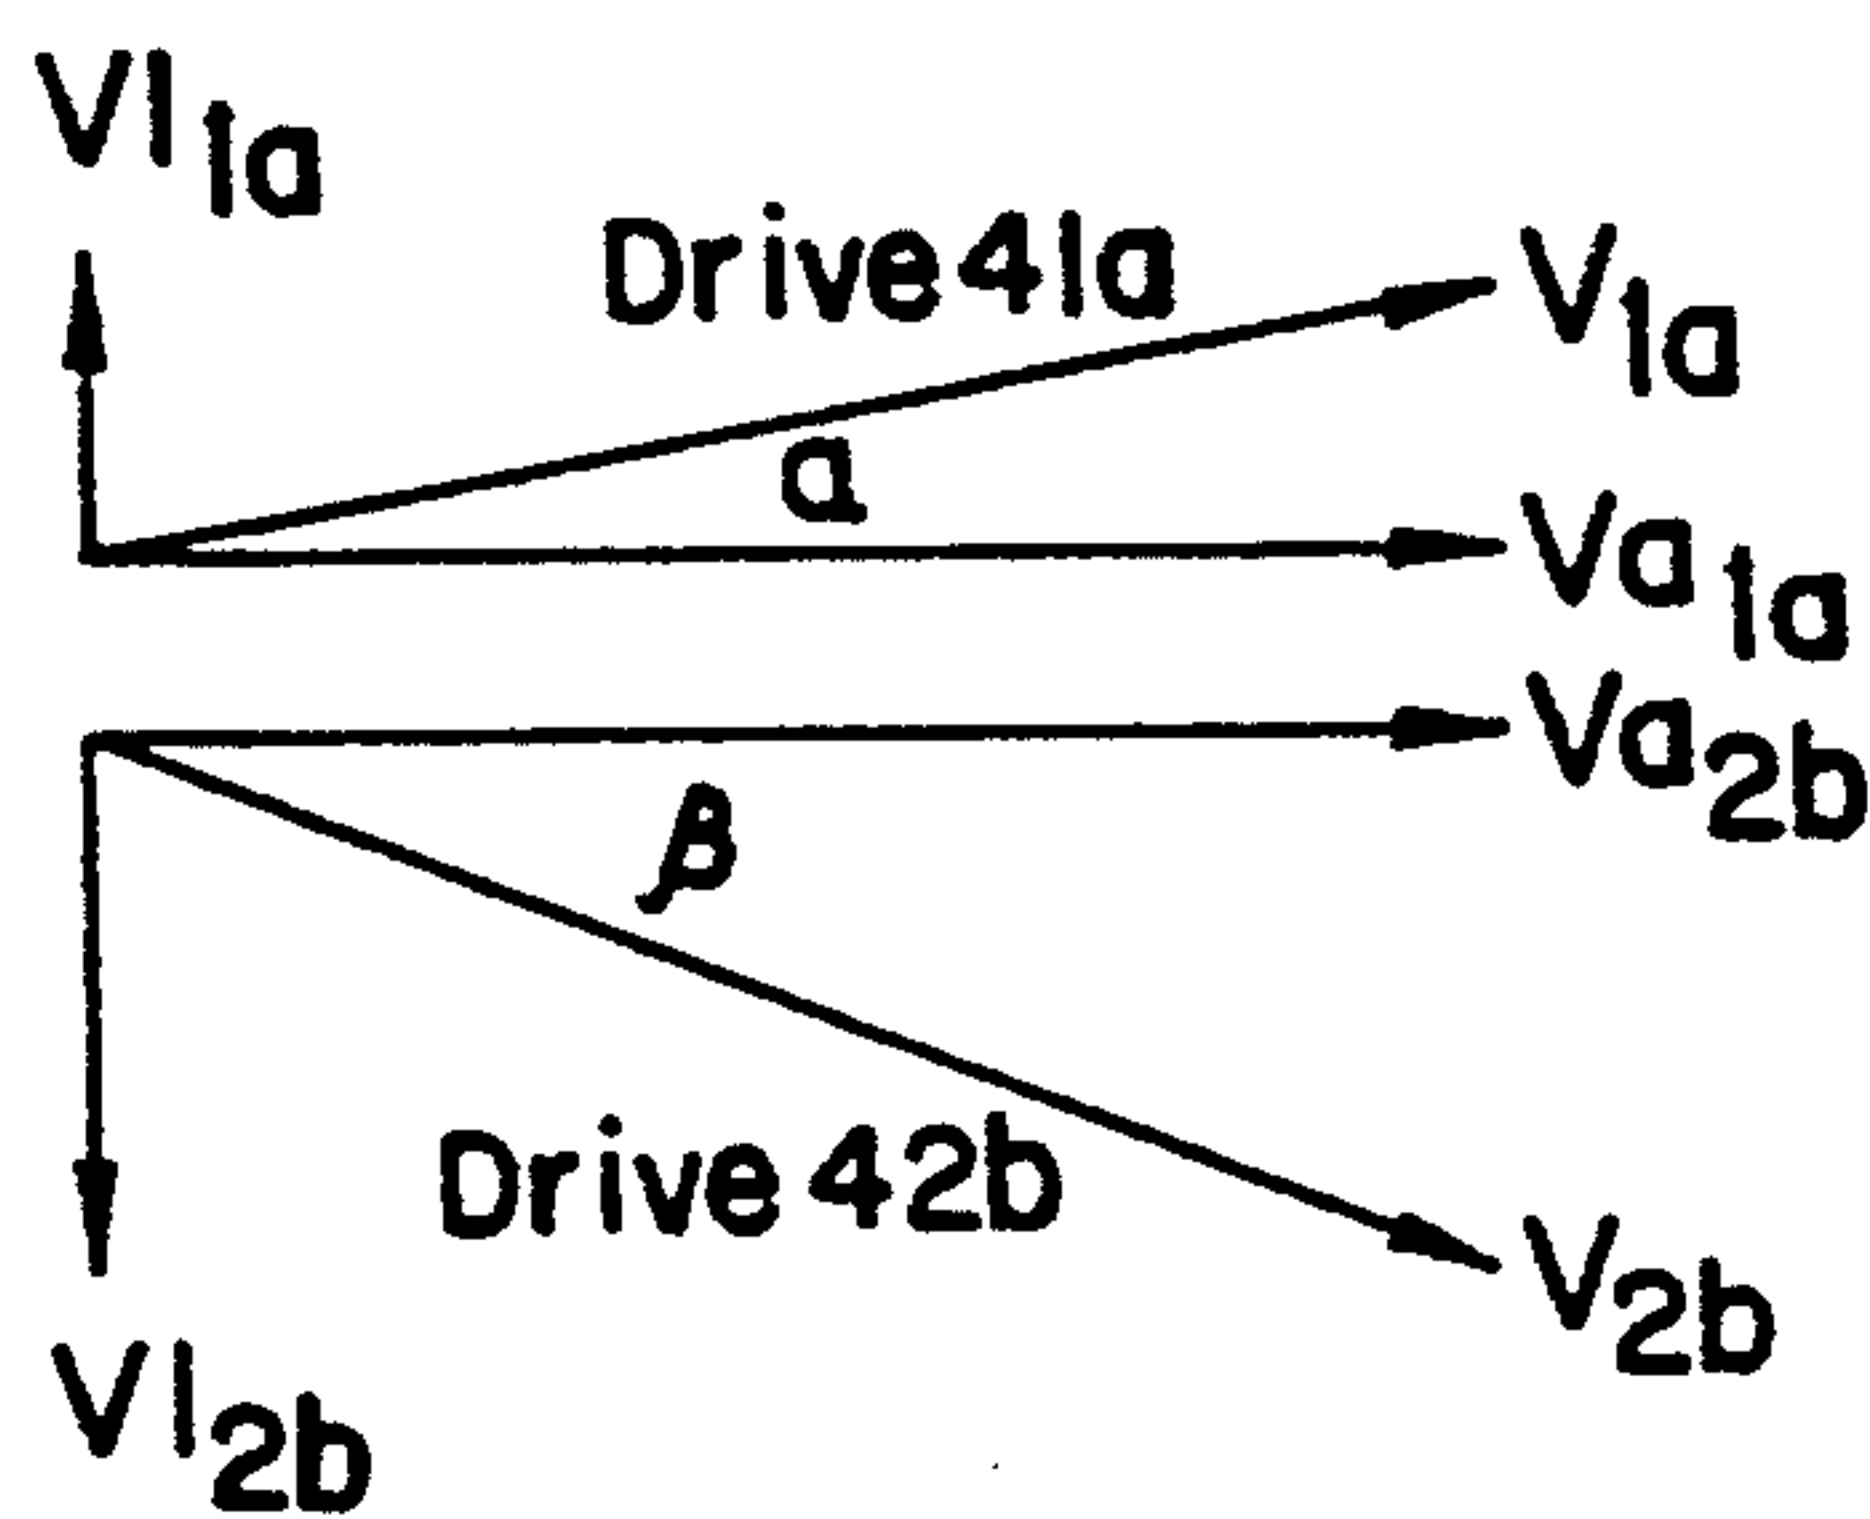 Vl1a
Drive 41a
V1a
α
Va1a
Va2b
β
Drive 42b
V2b
Vl2b